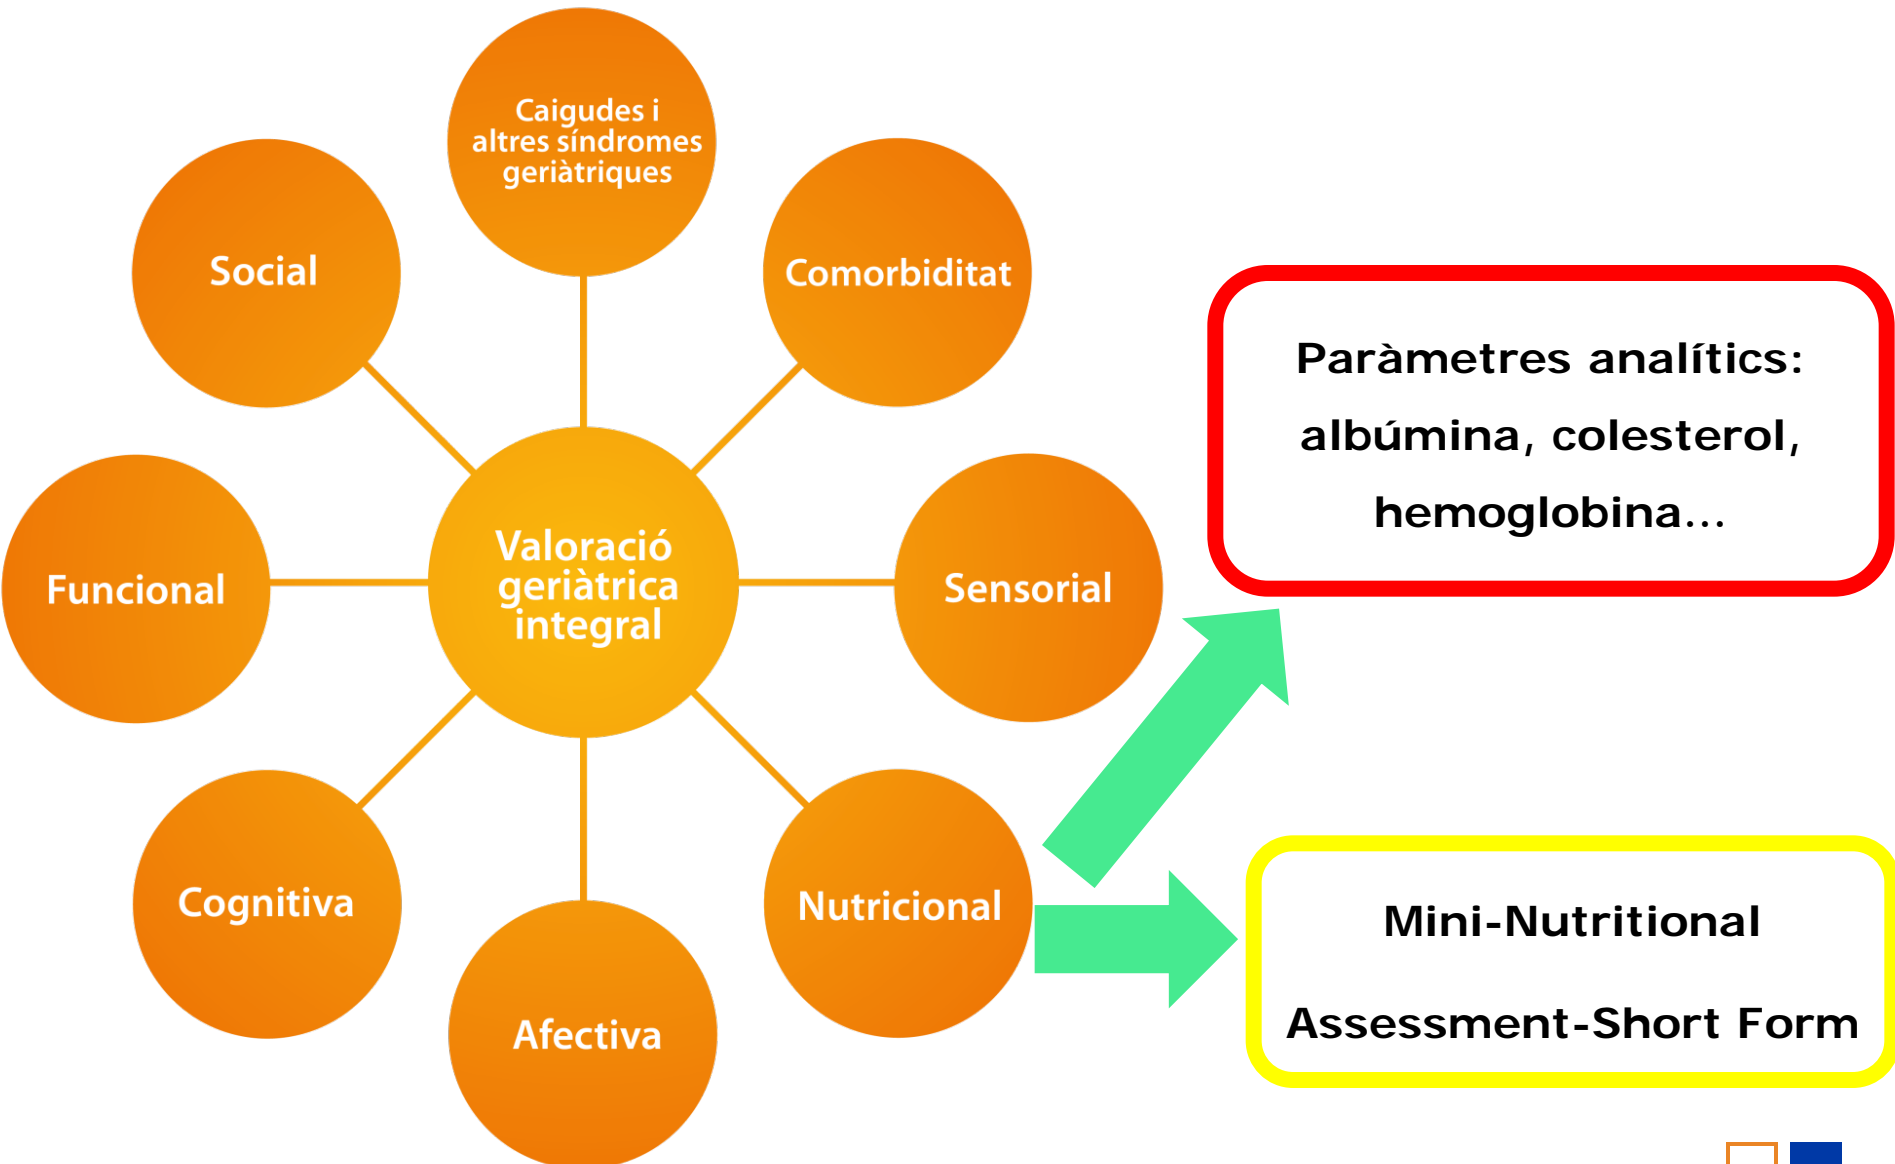 Caigudes i
altres síndromes
geriàtriques
Social
Comorbiditat
Paràmetres analítics:
albúmina, colesterol,
hemoglobina...
Funcional
Valoració
geriàtrica
integral
Sensorial
Cognitiva
Nutricional
Mini-Nutritional
Assessment-Short Form
Afectiva